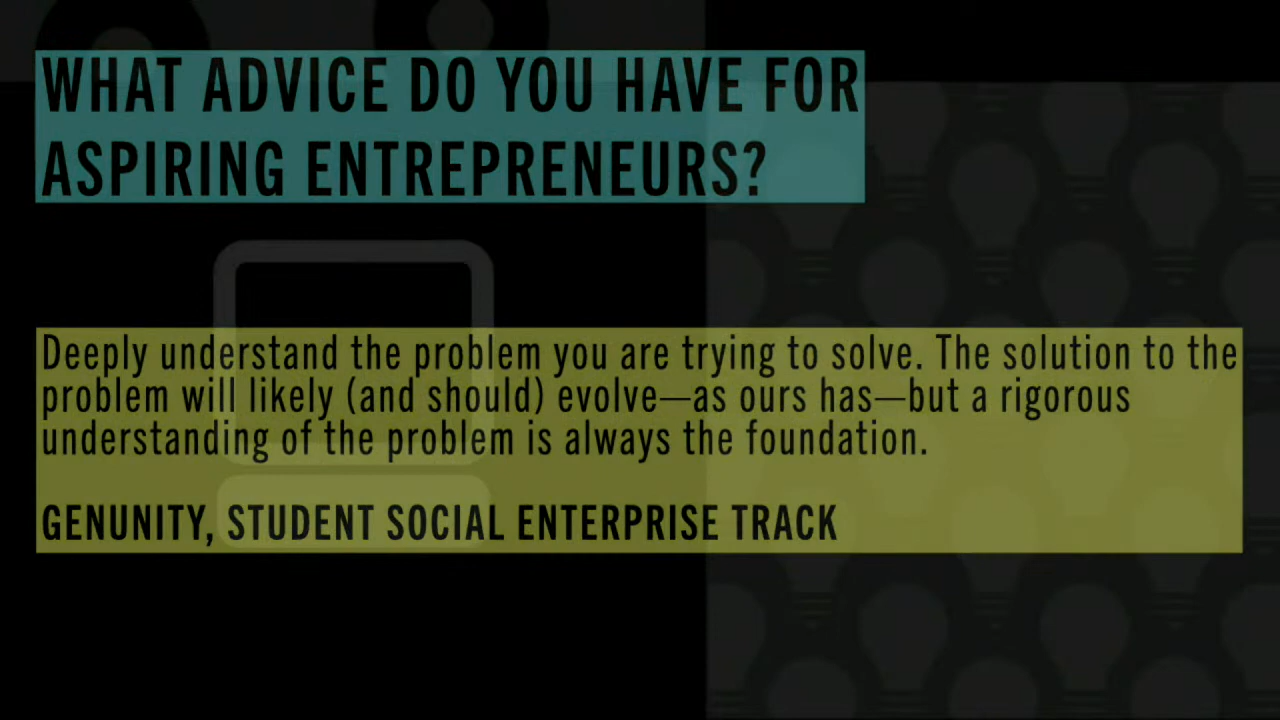 WHAT ADVICE DO YOU HAVE FOR
ASPIRING ENTREPRENEURS?
Deeply understand the problem you are trying to solve. The solution to the
problem will likely (and should) evolve—as ours has—but a rigorous
understanding of the problem is always the foundation.
GENUNITY, STUDENT SOCIAL ENTERPRISE TRACK